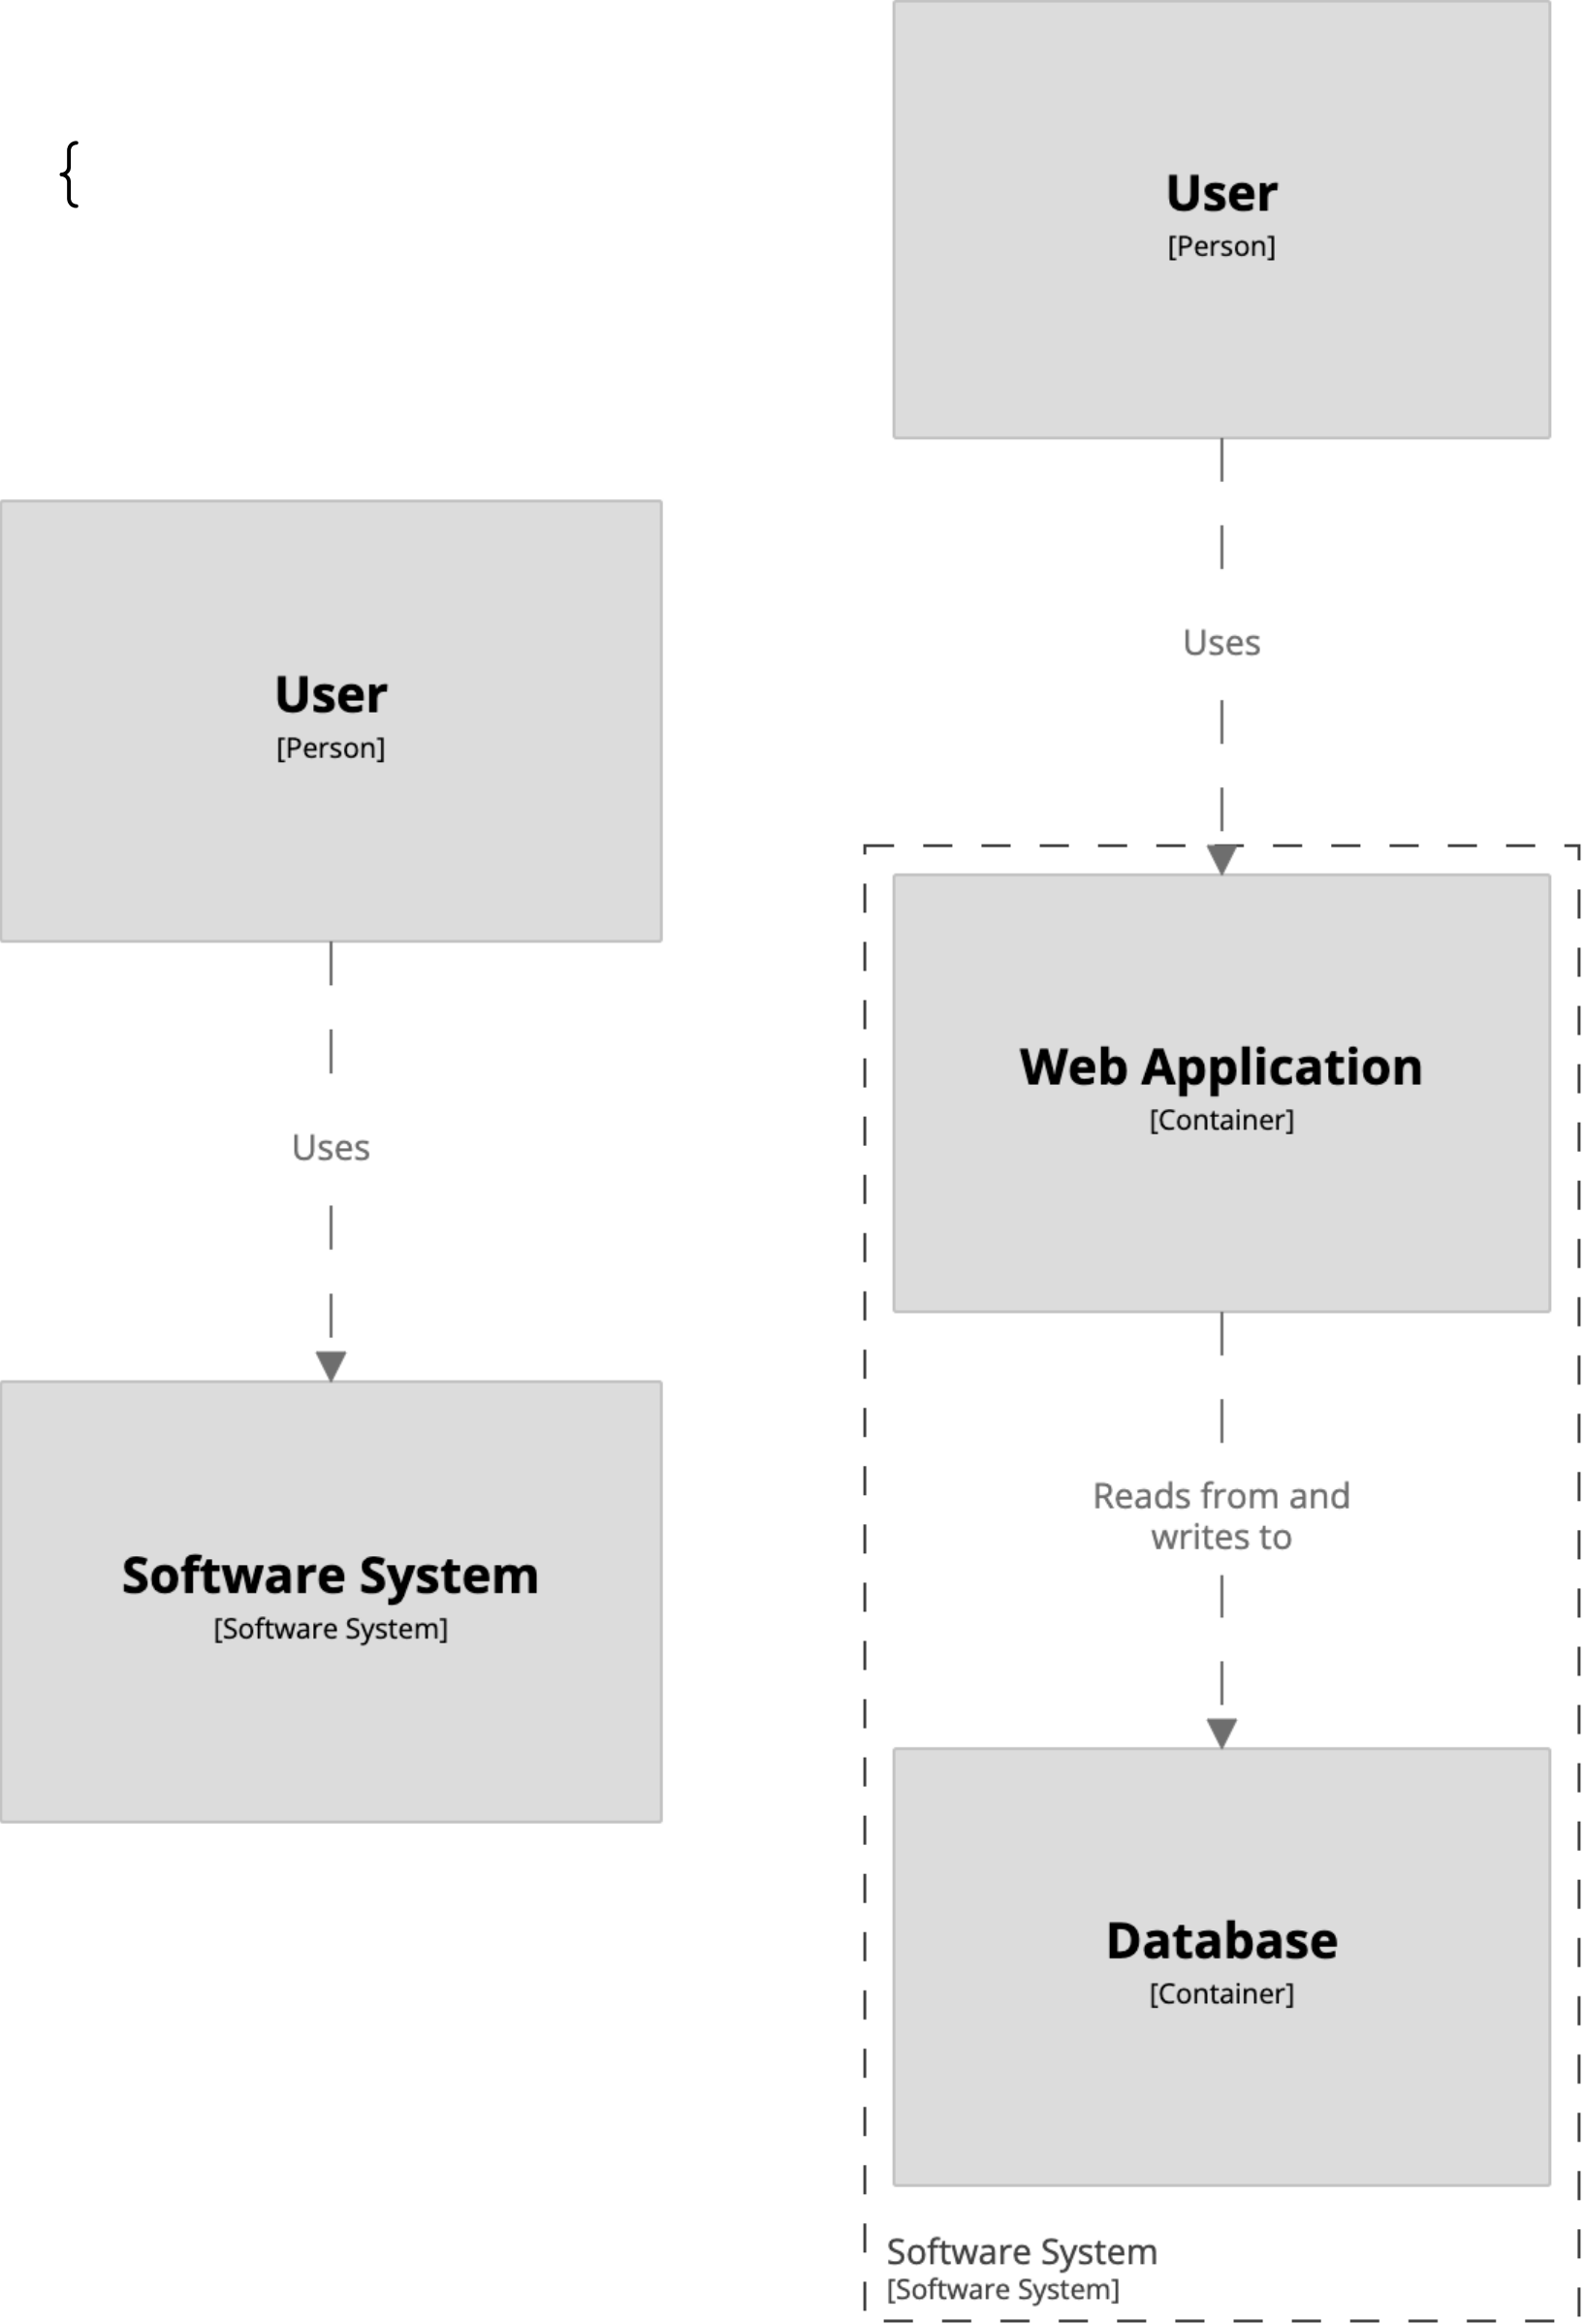 {
User
[Person]
Uses
Software System
[Software System]
User
[Person]
Uses
Web Application
[Container]
Reads from and
writes to
Database
[Container]
Software System
[Software System]